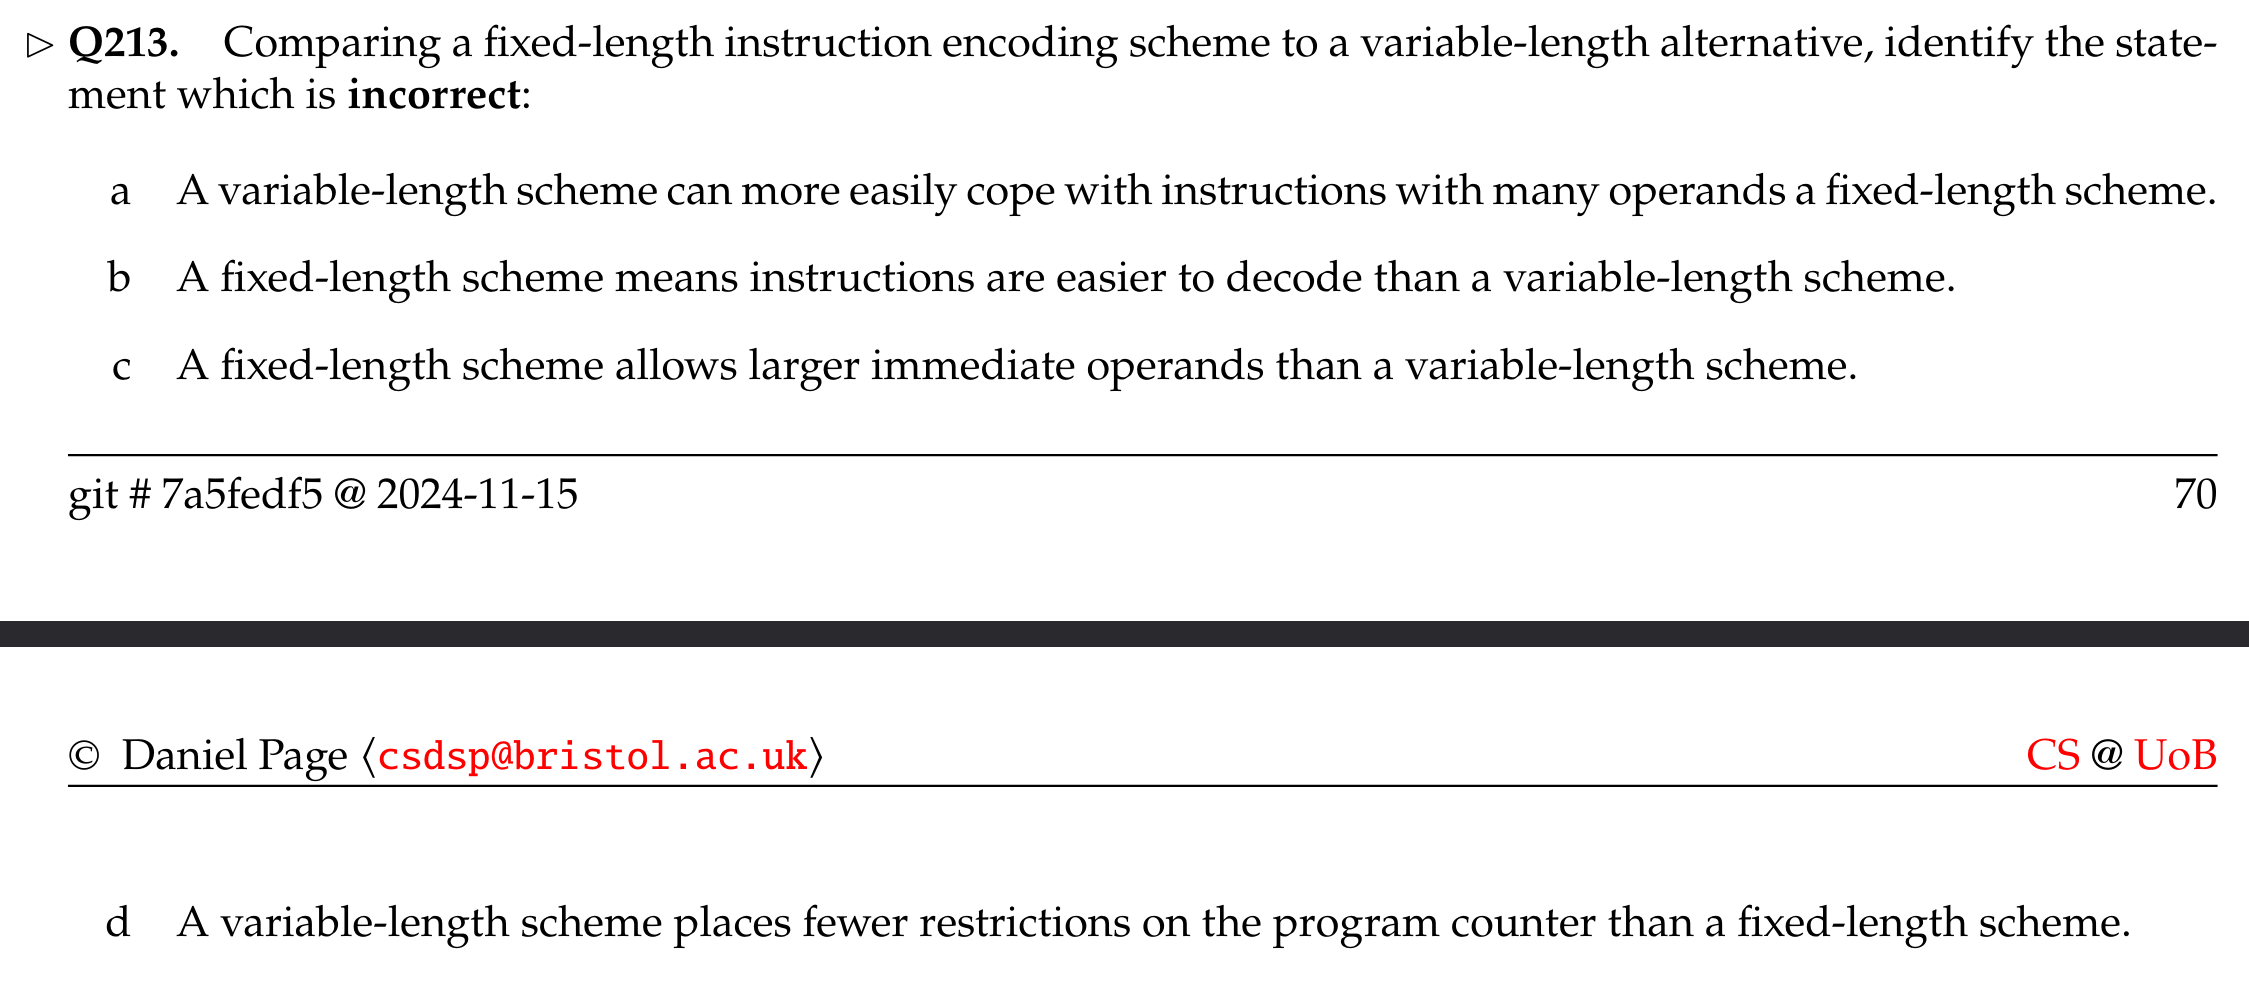 ▷ Q213. Comparing a fixed-length instruction encoding scheme to a variable-length alternative, identify the state-
ment which is incorrect:
a A variable-length scheme can more easily cope with instructions with many operands a fixed-length scheme.
b A fixed-length scheme means instructions are easier to decode than a variable-length scheme.
c A fixed-length scheme allows larger immediate operands than a variable-length scheme.
git # 7a5fedf5 @ 2024-11-15 70
© Daniel Page ⟨csdsp@bristol.ac.uk⟩ CS @ UoB
d A variable-length scheme places fewer restrictions on the program counter than a fixed-length scheme.